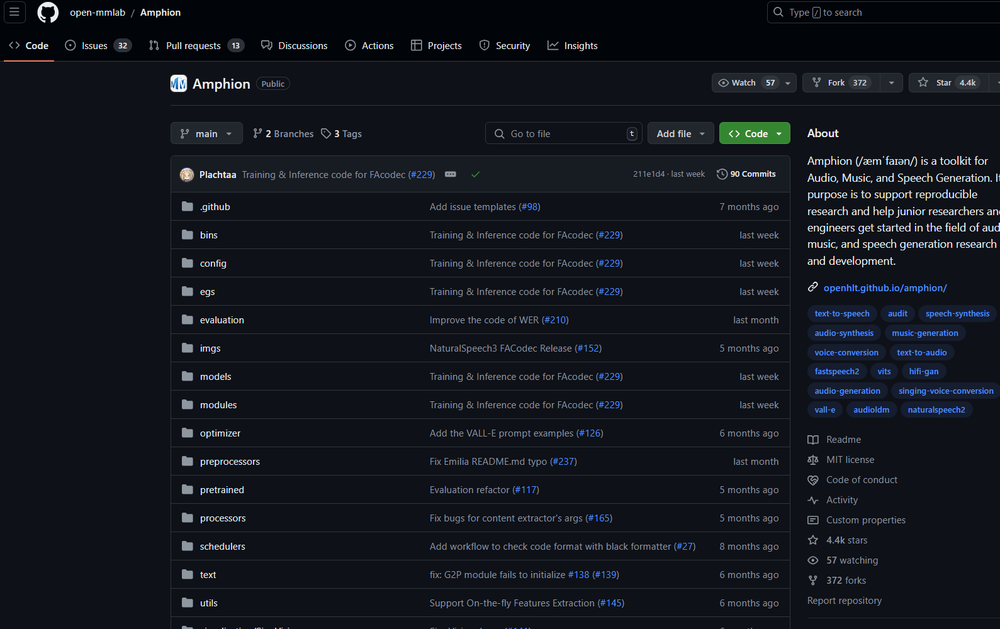 open-mmlab / Amphion
Type / to search
Code
Issues 32
Pull requests 13
Discussions
Actions
Projects
Security
Insights
Amphion Public
Watch 57
Fork 372
Star 4.4k
main
2 Branches
3 Tags
Go to file t
Add file
Code
Plachtaa Training & Inference code for FAcodec (#229)
211e1d4 · last week
90 Commits
.github Add issue templates (#98) 7 months ago
bins Training & Inference code for FAcodec (#229) last week
config Training & Inference code for FAcodec (#229) last week
egs Training & Inference code for FAcodec (#229) last week
evaluation Improve the code of WER (#210) last month
imgs NaturalSpeech3 FACodec Release (#152) 5 months ago
models Training & Inference code for FAcodec (#229) last week
modules Training & Inference code for FAcodec (#229) last week
optimizer Add the VALL-E prompt examples (#126) 6 months ago
preprocessors Fix Emilia README.md typo (#237) last month
pretrained Evaluation refactor (#117) 5 months ago
processors Fix bugs for content extractor's args (#165) 5 months ago
schedulers Add workflow to check code format with black formatter (#27) 8 months ago
text fix: G2P module fails to initialize #138 (#139) 6 months ago
utils Support On-the-fly Features Extraction (#145) 6 months ago
About
Amphion (/æmˈfaɪən/) is a toolkit for
Audio, Music, and Speech Generation.
purpose is to support reproducible
research and help junior researchers
engineers get started in the field of
music, and speech generation research
and development.
openhlt.github.io/amphion/
text-to-speech audit speech-synthesis
audio-synthesis music-generation
voice-conversion text-to-audio
fastspeech2 vits hifi-gan
audio-generation singing-voice-conversion
vall-e audioldm naturalspeech2
Readme
MIT license
Code of conduct
Activity
Custom properties
4.4k stars
57 watching
372 forks
Report repository